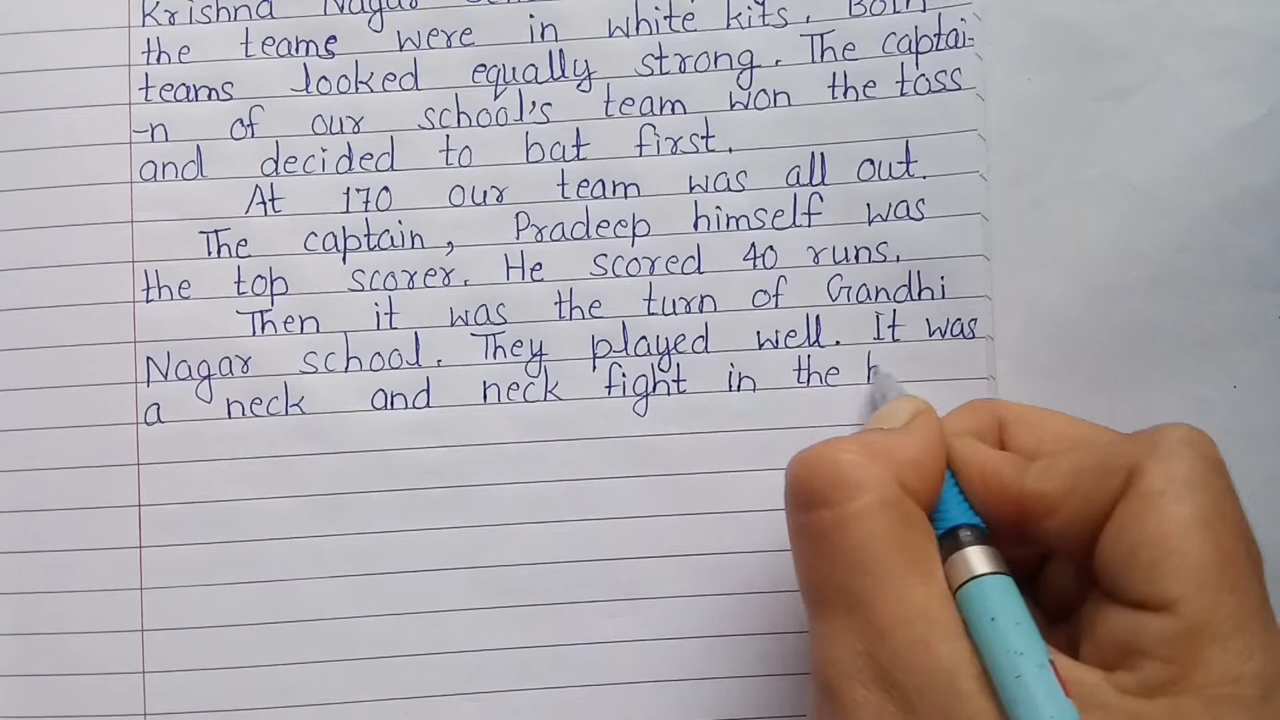 Krishna Nagar
the teams were in white kits. Both
teams looked equally strong. The captai-
-n of our school's team won the toss
and decided to bat first.
At 170 our team was all out.
The captain, Pradeep himself was
the top scorer. He scored 40 runs.
Then it was the turn of Gandhi
Nagar school. They played well. It was
a neck and neck fight in the